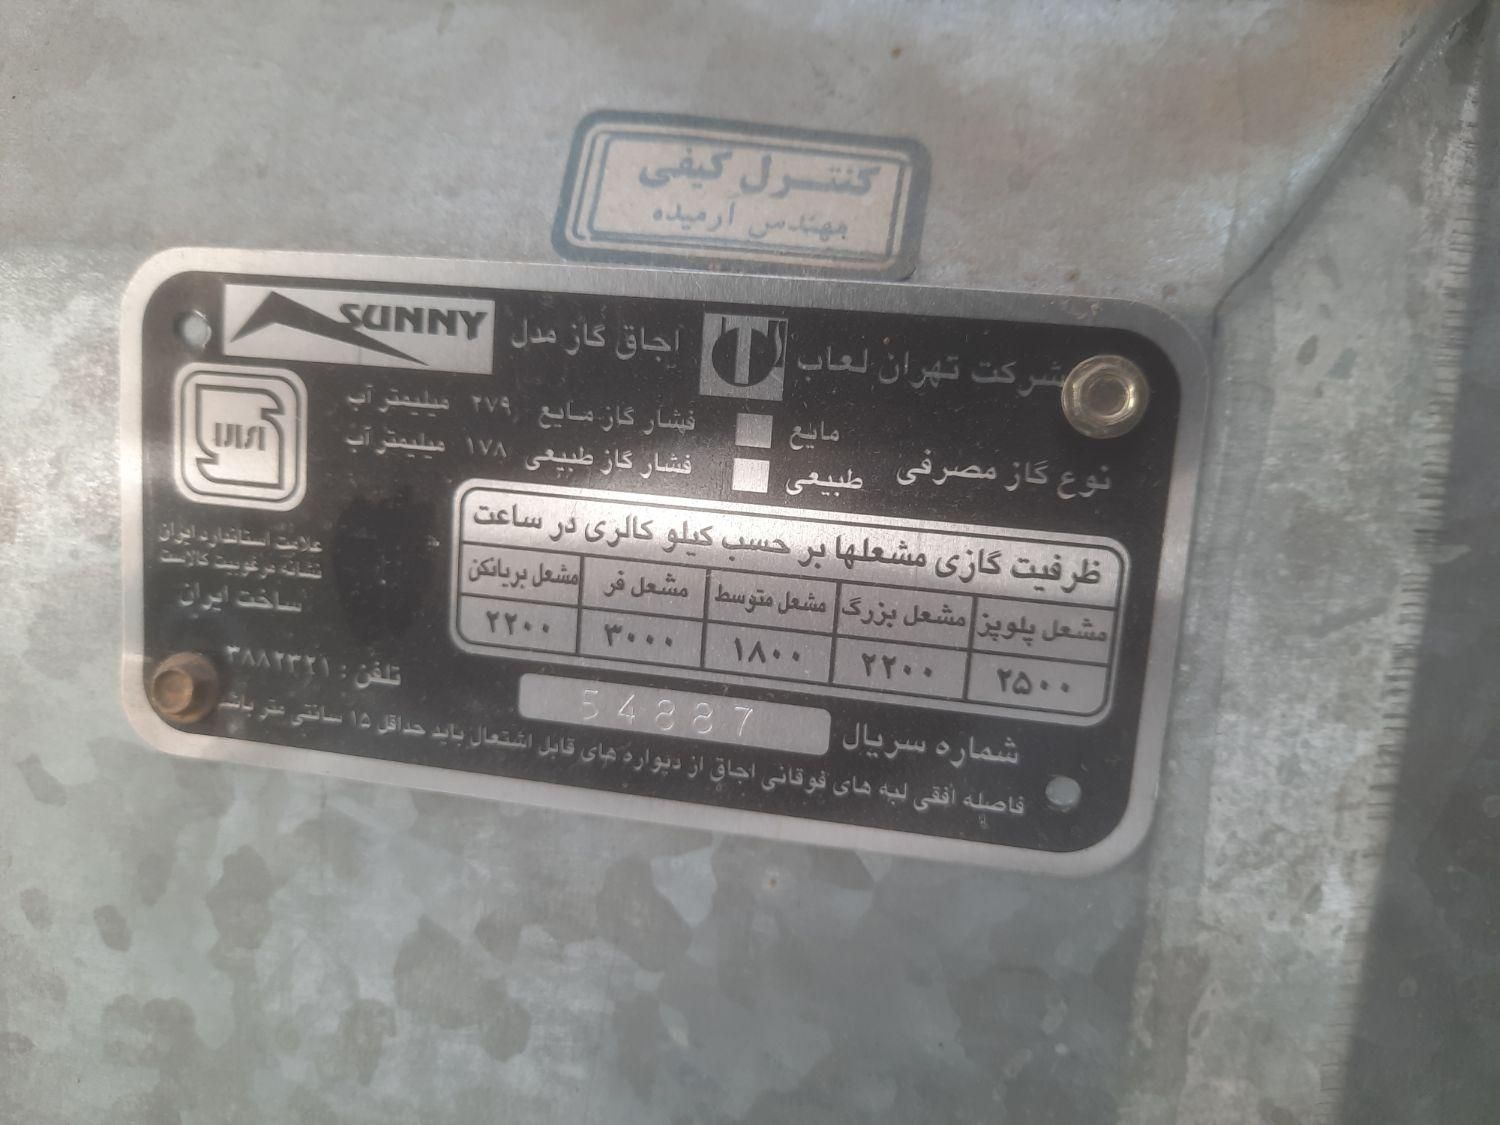 کنتــرل کیفی
مهندس آرمیده
شرکت تهران لعاب
اجاق گاز مدل
SUNNY
نوع گاز مصرفی
مایع
طبیعی
فشار گاز مایع ۲۷۹ میلیمتر آب
فشار گاز طبیعی ۱۷۸ میلیمتر آب
علامت استاندارد ایران
نشانه مرغوبیت کالاست
ساخت ایران
ظرفیت گازی مشعلها بر حسب کیلو کالری در ساعت
مشعل پلوپز مشعل بزرگ مشعل متوسط مشعل فر مشعل بریانکن
۲۵۰۰ ۲۲۰۰ ۱۸۰۰ ۳۰۰۰ ۲۲۰۰
شماره سریال 54887
تلفن : ۳۸۸۲۳۲۱
فاصله افقی لبه های فوقانی اجاق از دیواره های قابل اشتعال باید حداقل ۱۵ سانتی متر باشد